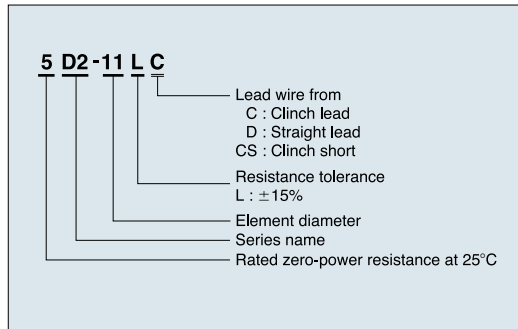 5 D2-11 L C
Lead wire from
C : Clinch lead
D : Straight lead
CS : Clinch short
Resistance tolerance
L : ±15%
Element diameter
Series name
Rated zero-power resistance at 25°C